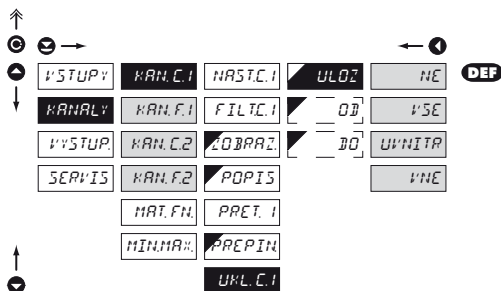 DEF
VSTUPY KAN. C.1 NAST.C.1 ULOZ NE
KANALY KAN. F.1 FILT.C.1 OD VSE
VYSTUP. KAN. C.2 ZOBRAZ. DO UVNITR
SERVIS KAN. F.2 POPIS VNE
MAT. FN. PRET. 1
MIN.MAX. PREPIN.
UKL. C.1